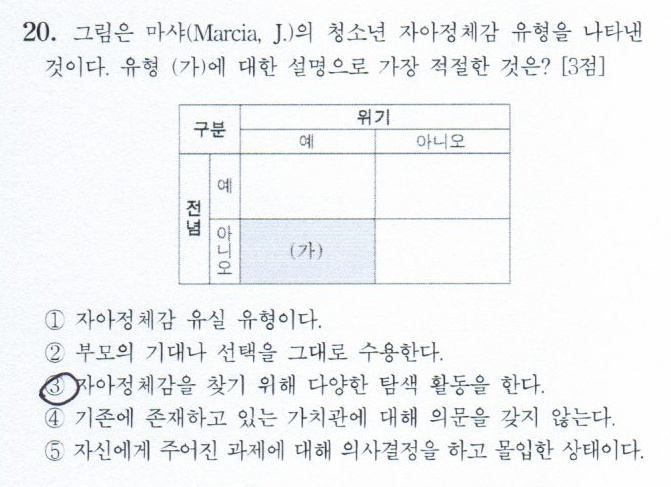 20. 그림은 마샤(Marcia, J.)의 청소년 자아정체감 유형을 나타낸
것이다. 유형 (가)에 대한 설명으로 가장 적절한 것은? [3점]
구분 위기
예 아니오
전념 예
아니오 (가)
① 자아정체감 유실 유형이다.
② 부모의 기대나 선택을 그대로 수용한다.
③ 자아정체감을 찾기 위해 다양한 탐색 활동을 한다.
④ 기존에 존재하고 있는 가치관에 대해 의문을 갖지 않는다.
⑤ 자신에게 주어진 과제에 대해 의사결정을 하고 몰입한 상태이다.